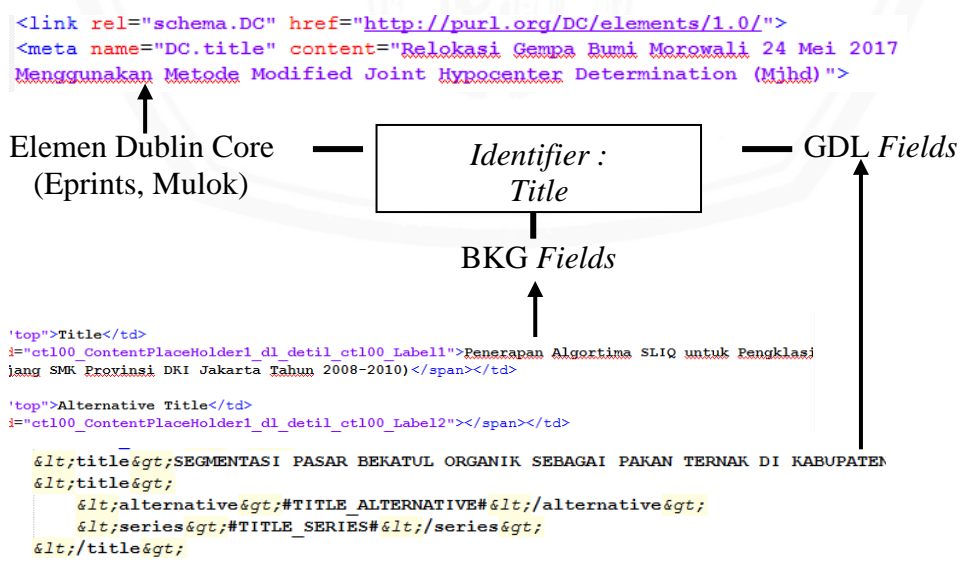 <link rel="schema.DC" href="http://purl.org/DC/elements/1.0/">
<meta name="DC.title" content="Relokasi Gempa Bumi Morowali 24 Mei 2017
Menggunakan Metode Modified Joint Hypocenter Determination (Mjhd)">
Elemen Dublin Core
(Eprints, Mulok)
Identifier :
Title
GDL Fields
BKG Fields
'top">Title</td>
="ctl00_ContentPlaceHolder1_dl_detil_ctl00_Label1">Penerapan Algortima SLIQ untuk Pengklasi
jang SMK Provinsi DKI Jakarta Tahun 2008-2010)</span></td>
'top">Alternative Title</td>
d="ctl00_ContentPlaceHolder1_dl_detil_ctl00_Label2"></span></td>
&lt;title&gt;SEGMENTASI PASAR BEKATUL ORGANIK SEBAGAI PAKAN TERNAK DI KABUPATEN
&lt;title&gt;
&lt;alternative&gt;#TITLE_ALTERNATIVE#&lt;/alternative&gt;
&lt;series&gt;#TITLE_SERIES#&lt;/series&gt;
&lt;/title&gt;